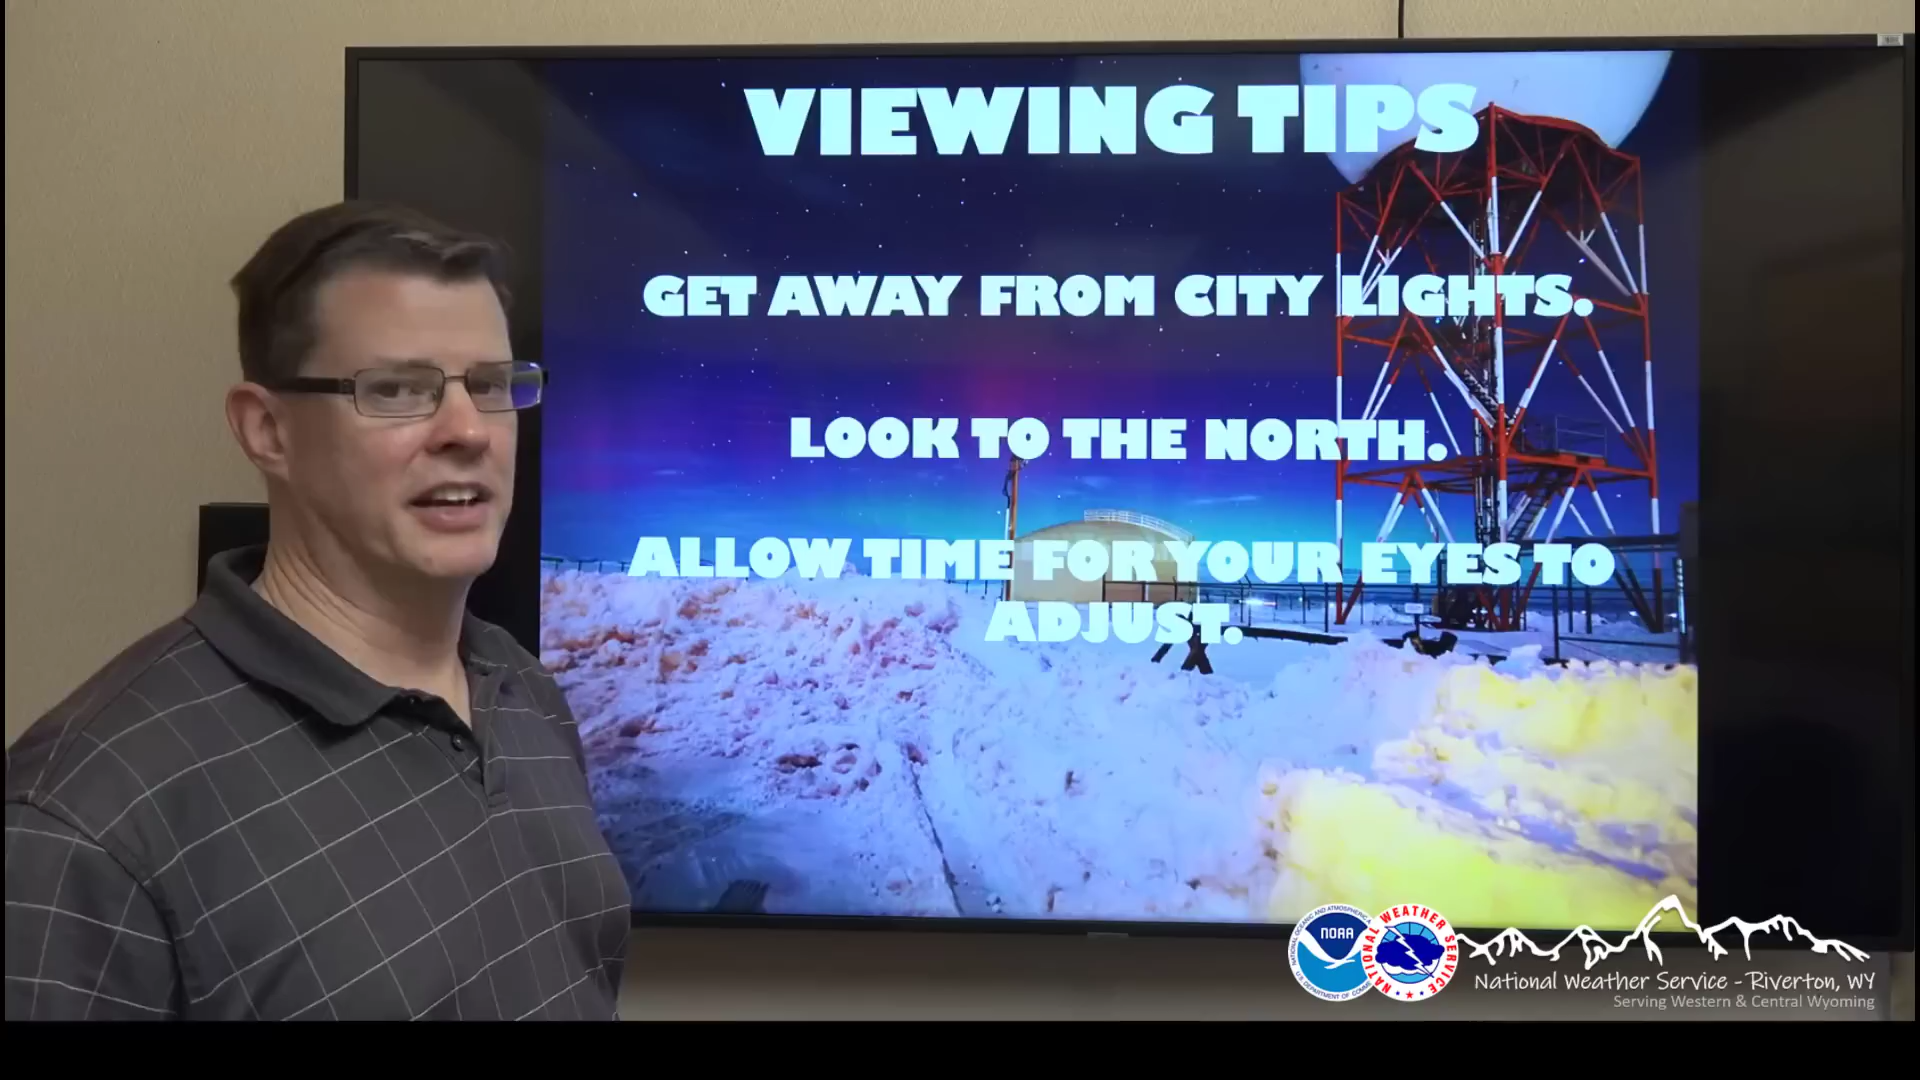 VIEWING TIPS
GET AWAY FROM CITY LIGHTS.
LOOK TO THE NORTH.
ALLOW TIME FOR YOUR EYES TO
ADJUST.
NOAA
NATIONAL WEATHER SERVICE
National Weather Service - Riverton, WY
Serving Western & Central Wyoming